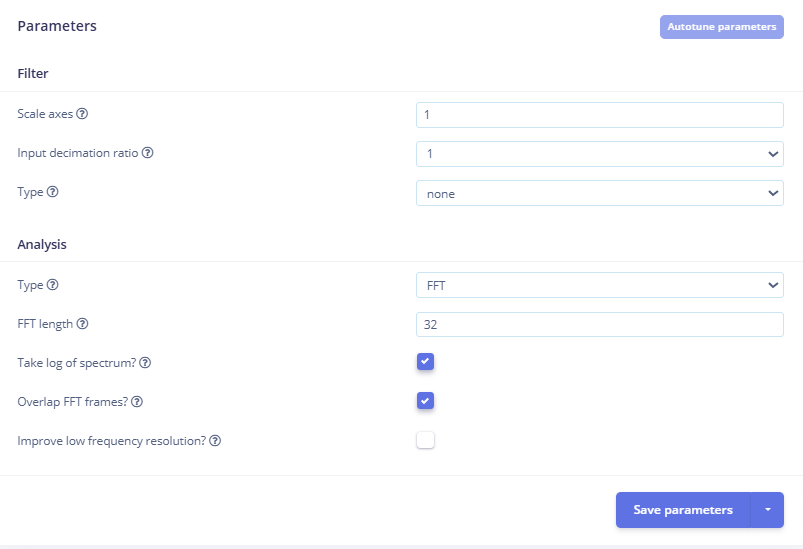 Parameters
Autotune parameters
Filter
Scale axes ?
1
Input decimation ratio ?
1
Type ?
none
Analysis
Type ?
FFT
FFT length ?
32
Take log of spectrum? ?
Overlap FFT frames? ?
Improve low frequency resolution? ?
Save parameters